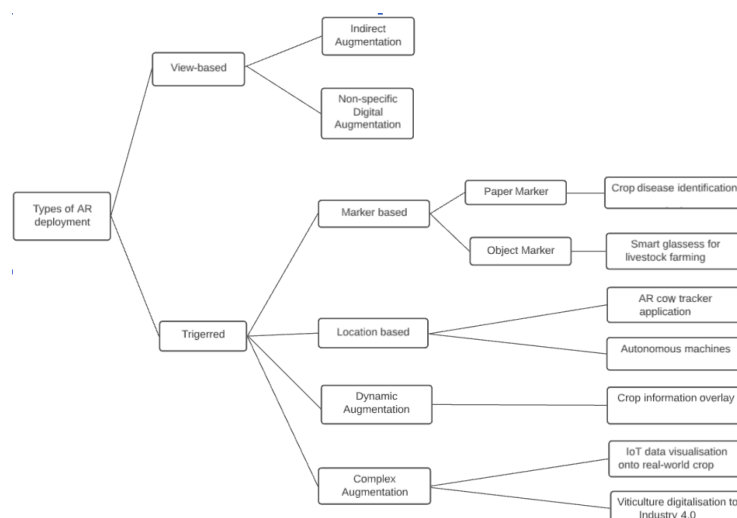 Indirect
Augmentation
View-based
Non-specific
Digital
Augmentation
Types of AR
deployment
Marker based
Paper Marker
Crop disease identification
Object Marker
Smart glassess for
livestock farming
Trigerred
Location based
AR cow tracker
application
Autonomous machines
Dynamic
Augmentation
Crop information overlay
Complex
Augmentation
IoT data visualisation
onto real-world crop
Viticulture digitalisation to
Industry 4.0